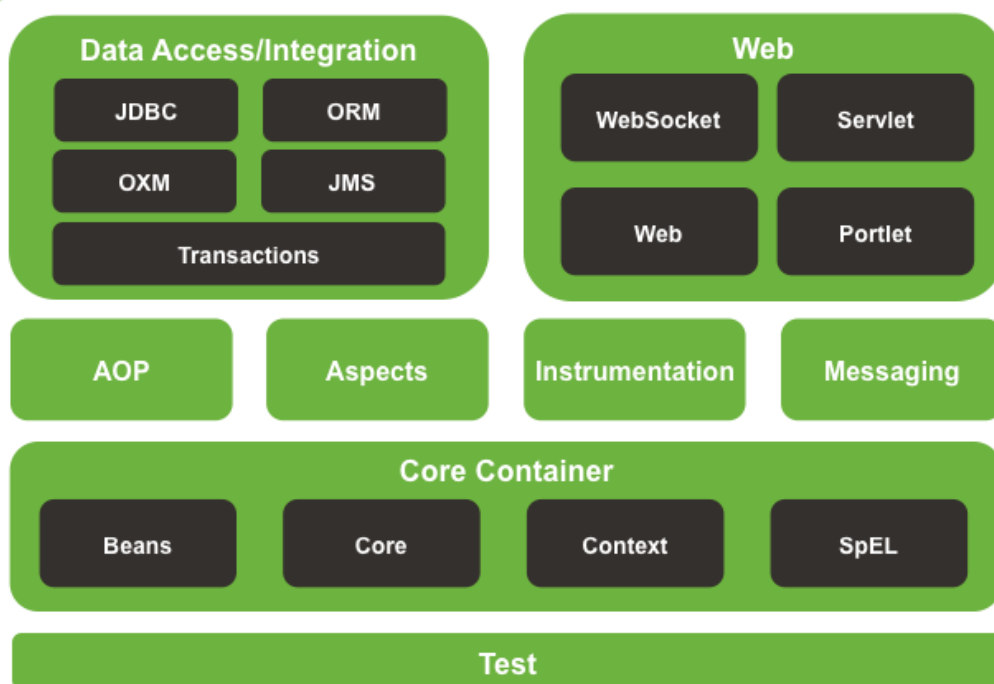 Data Access/Integration
JDBC
ORM
OXM
JMS
Transactions
Web
WebSocket
Servlet
Web
Portlet
AOP
Aspects
Instrumentation
Messaging
Core Container
Beans
Core
Context
SpEL
Test